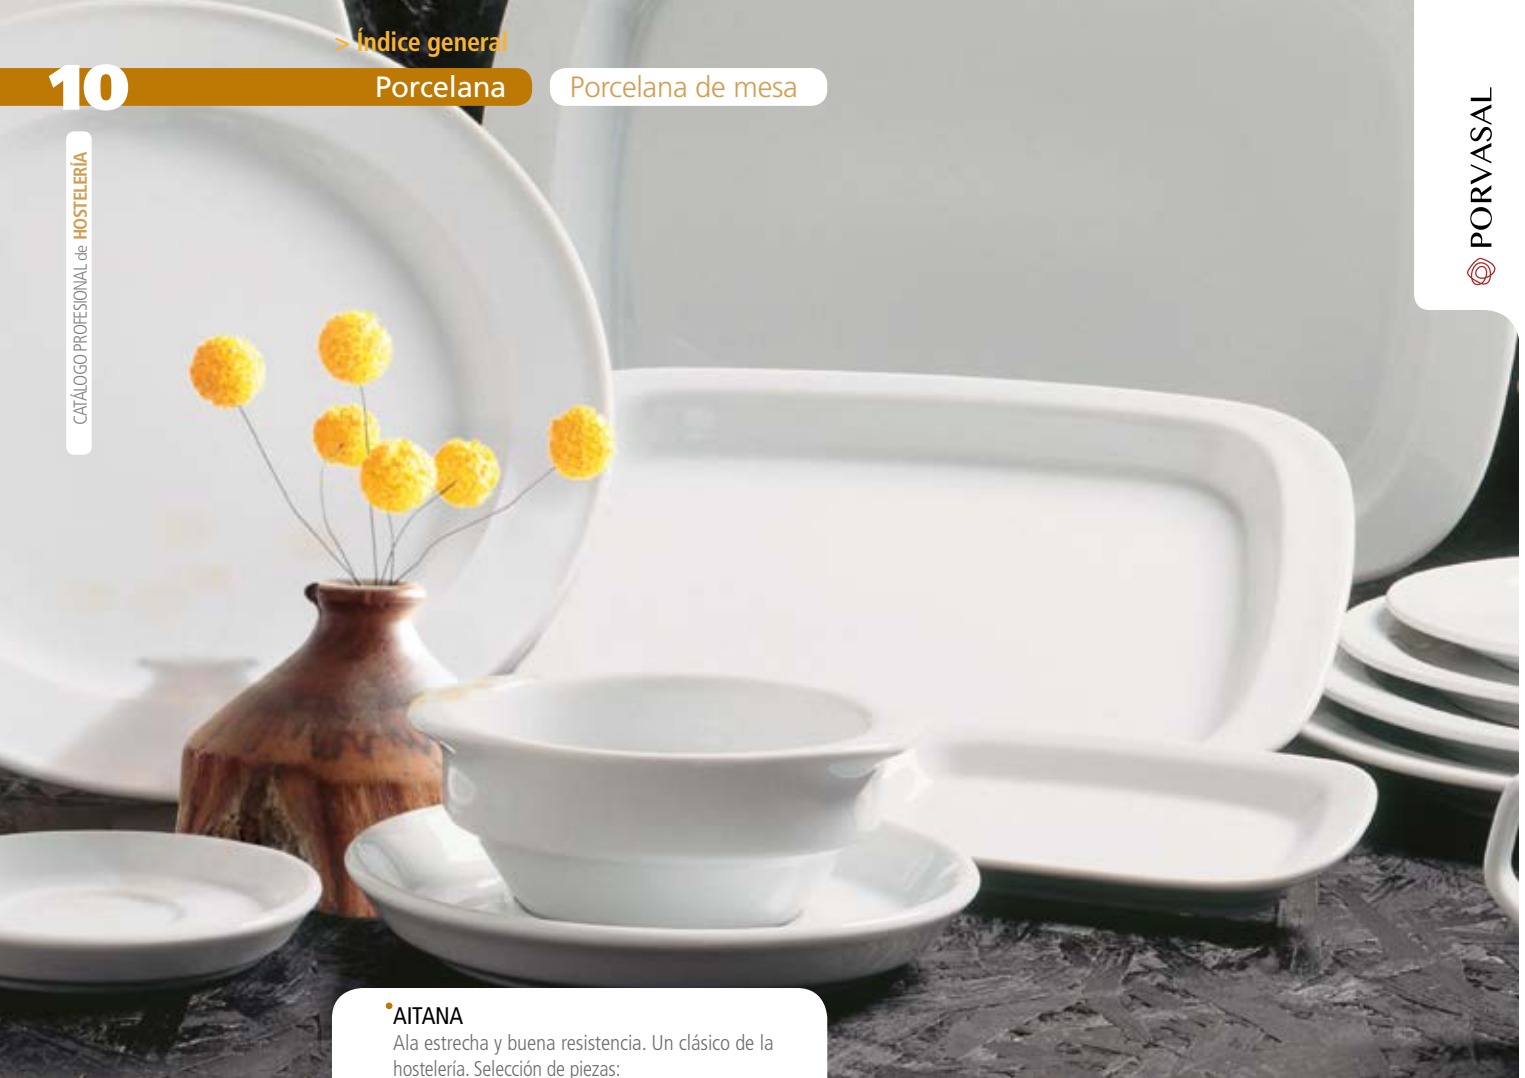 > Índice general
10
Porcelana
Porcelana de mesa
CATÁLOGO PROFESIONAL de HOSTELERÍA
PORVASAL
AITANA
Ala estrecha y buena resistencia. Un clásico de la
hostelería. Selección de piezas: